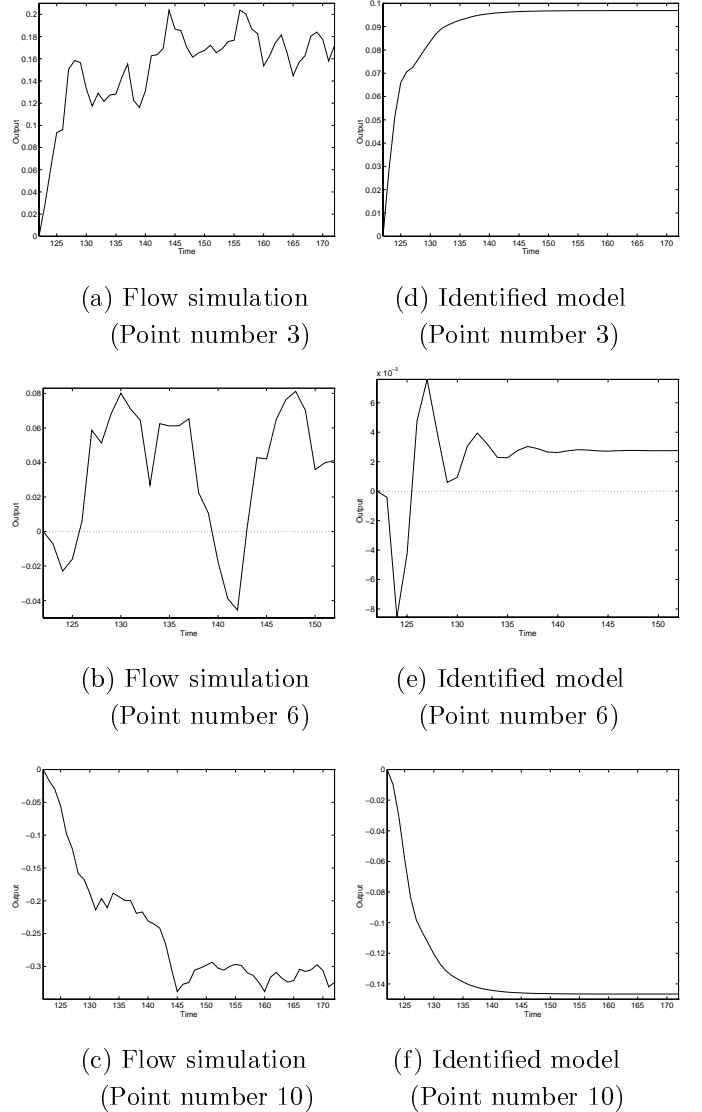 0.2
0.18
0.16
0.14
0.12
0.1
0.08
0.06
0.04
0.02
0
Output
125 130 135 140 145 150 155 160 165 170
Time
(a) Flow simulation
(Point number 3)
0.1
0.09
0.08
0.07
0.06
0.05
0.04
0.03
0.02
0.01
0
Output
125 130 135 140 145 150 155 160 165 170
Time
(d) Identified model
(Point number 3)
0.08
0.06
0.04
0.02
0
−0.02
−0.04
Output
125 130 135 140 145 150
Time
(b) Flow simulation
(Point number 6)
x 10⁻³
6
4
2
0
−2
−4
−6
−8
Output
125 130 135 140 145 150
Time
(e) Identified model
(Point number 6)
0
−0.05
−0.1
−0.15
−0.2
−0.25
−0.3
Output
125 130 135 140 145 150 155 160 165 170
Time
(c) Flow simulation
(Point number 10)
0
−0.02
−0.04
−0.06
−0.08
−0.1
−0.12
−0.14
Output
125 130 135 140 145 150 155 160 165 170
Time
(f) Identified model
(Point number 10)